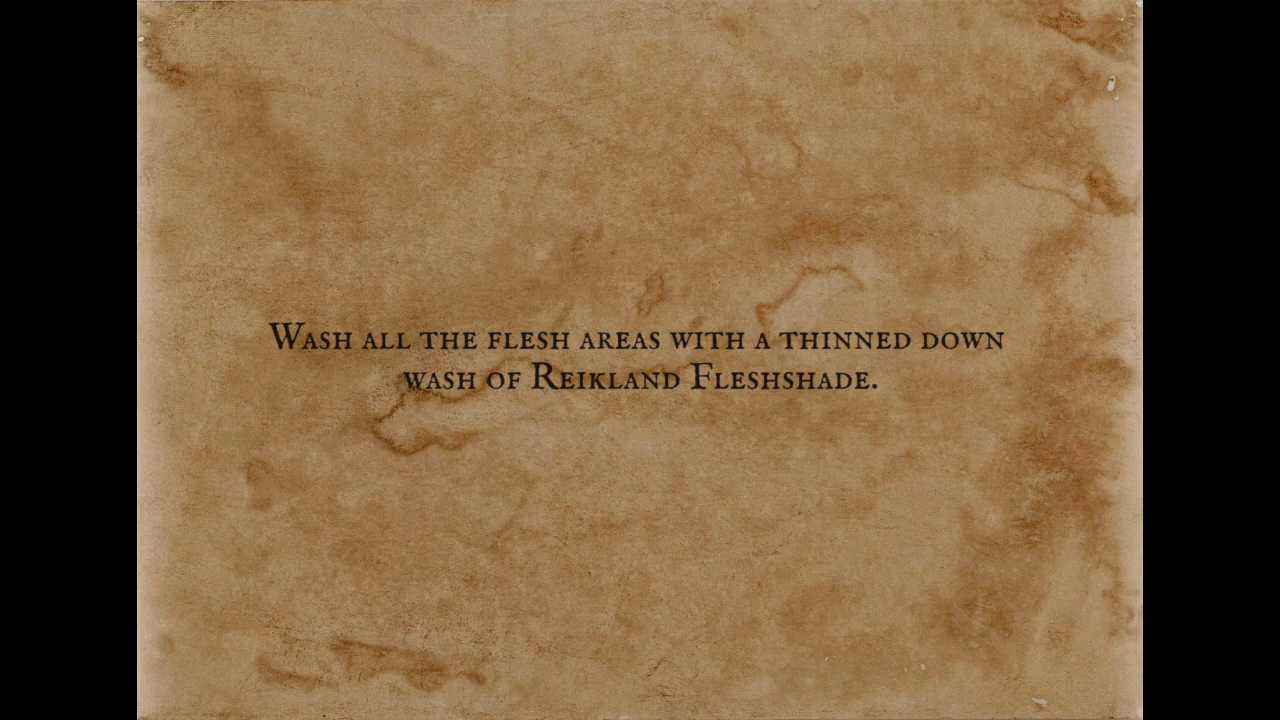 Wash all the flesh areas with a thinned down
wash of Reikland Fleshshade.